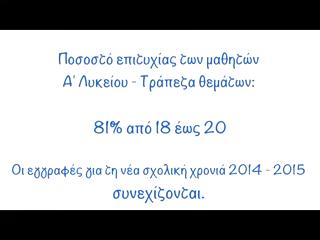 Ποσοστό επιτυχίας των μαθητών
Α' Λυκείου - Τράπεζα θεμάτων:
81% από 18 έως 20
Οι εγγραφές για τη νέα σχολική χρονιά 2014 - 2015
συνεχίζονται.